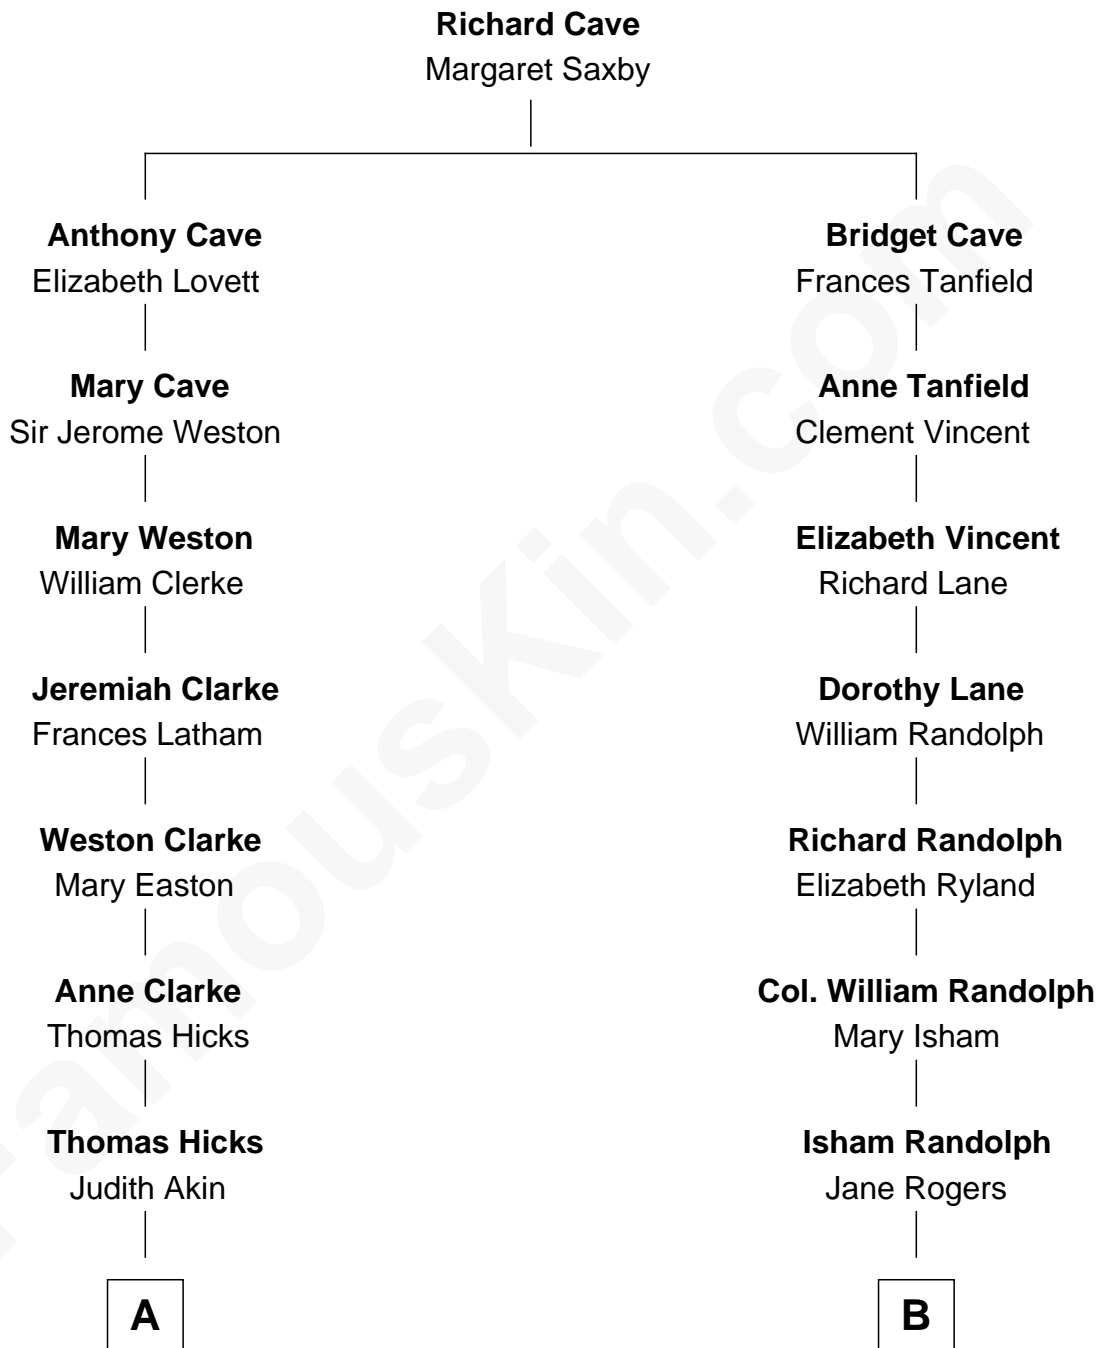 Richard Cave
Margaret Saxby
Anthony Cave
Elizabeth Lovett
Bridget Cave
Frances Tanfield
Mary Cave
Sir Jerome Weston
Anne Tanfield
Clement Vincent
Mary Weston
William Clerke
Elizabeth Vincent
Richard Lane
Jeremiah Clarke
Frances Latham
Dorothy Lane
William Randolph
Weston Clarke
Mary Easton
Richard Randolph
Elizabeth Ryland
Anne Clarke
Thomas Hicks
Col. William Randolph
Mary Isham
Thomas Hicks
Judith Akin
Isham Randolph
Jane Rogers
A
B
FamousKin.com